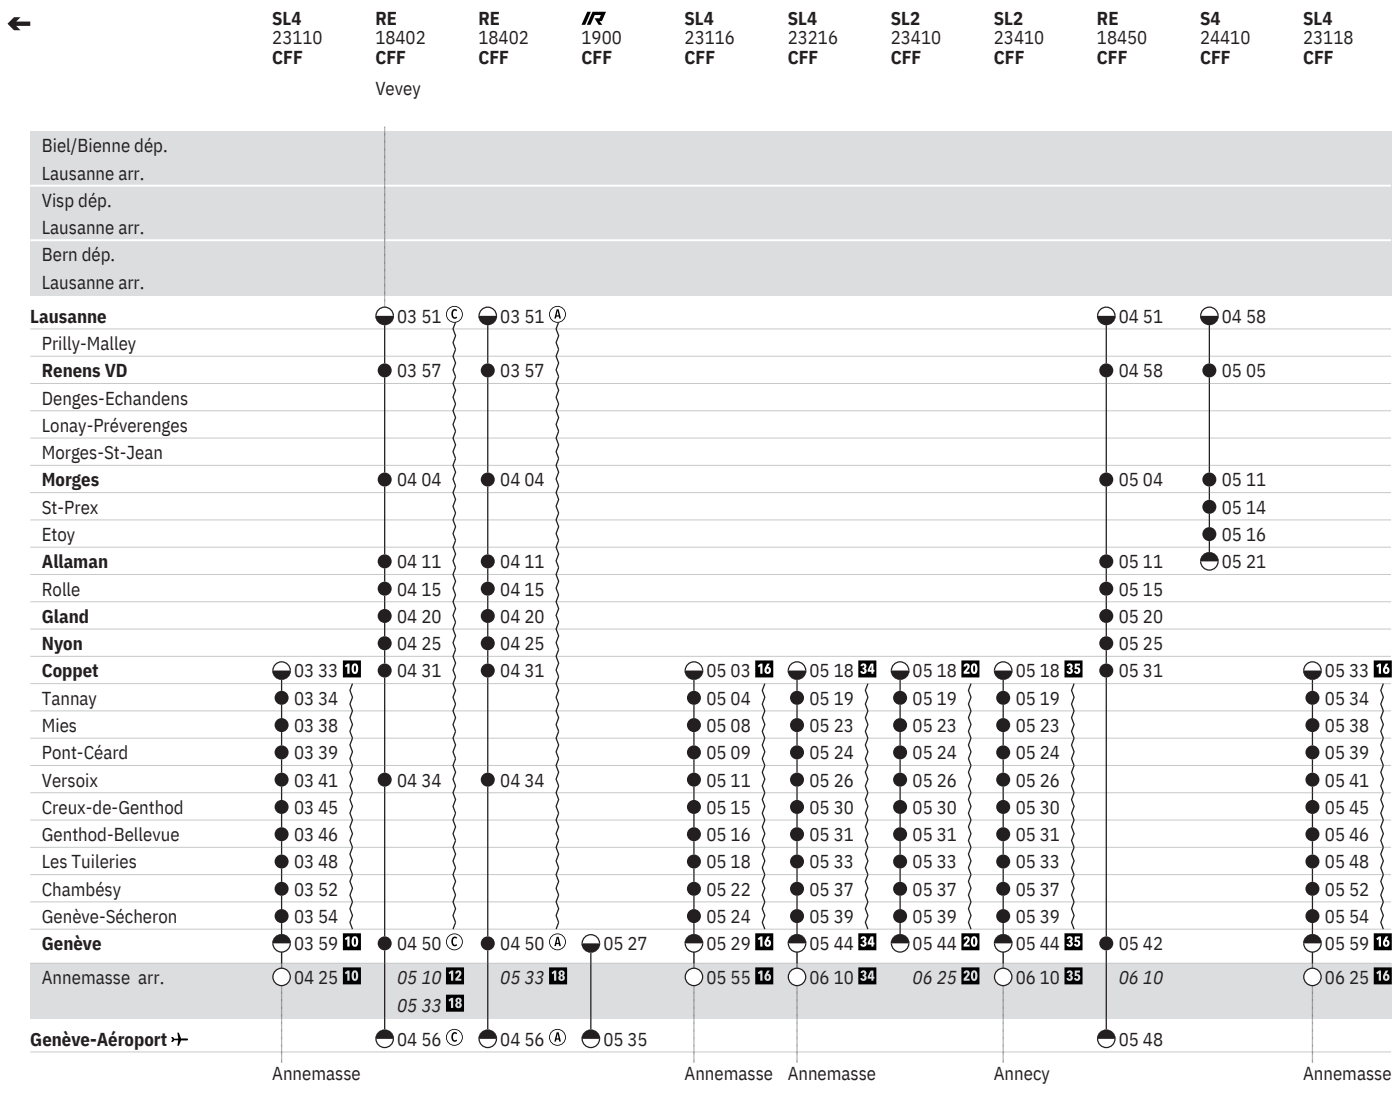 SL4 RE RE IR SL4 SL4 SL2 SL2 RE S4 SL4
23110 18402 18402 1900 23116 23216 23410 23410 18450 24410 23118
CFF CFF CFF CFF CFF CFF CFF CFF CFF CFF CFF
Vevey
Biel/Bienne dép.
Lausanne arr.
Visp dép.
Lausanne arr.
Bern dép.
Lausanne arr.
Lausanne 03 51 C 03 51 A 04 51 04 58
Prilly-Malley
Renens VD 03 57 03 57 04 58 05 05
Denges-Echandens
Lonay-Préverenges
Morges-St-Jean
Morges 04 04 04 04 05 04 05 11
St-Prex 05 14
Etoy 05 16
Allaman 04 11 04 11 05 11 05 21
Rolle 04 15 04 15 05 15
Gland 04 20 04 20 05 20
Nyon 04 25 04 25 05 25
Coppet 03 33 10 04 31 04 31 05 03 16 05 18 34 05 18 20 05 18 35 05 31 05 33 16
Tannay 03 34 05 04 05 19 05 19 05 19 05 34
Mies 03 38 05 08 05 23 05 23 05 23 05 38
Pont-Céard 03 39 05 09 05 24 05 24 05 24 05 39
Versoix 03 41 04 34 04 34 05 11 05 26 05 26 05 26 05 41
Creux-de-Genthod 03 45 05 15 05 30 05 30 05 30 05 45
Genthod-Bellevue 03 46 05 16 05 31 05 31 05 31 05 46
Les Tuileries 03 48 05 18 05 33 05 33 05 33 05 48
Chambésy 03 52 05 22 05 37 05 37 05 37 05 52
Genève-Sécheron 03 54 05 24 05 39 05 39 05 39 05 54
Genève 03 59 10 04 50 C 04 50 A 05 27 05 29 16 05 44 34 05 44 20 05 44 35 05 42 05 59 16
Annemasse arr. 04 25 10 05 10 12 05 33 18 05 55 16 06 10 34 06 25 20 06 10 35 06 10 06 25 16
05 33 18
Genève-Aéroport 04 56 C 04 56 A 05 35 05 48
Annemasse Annemasse Annemasse Annecy Annemasse